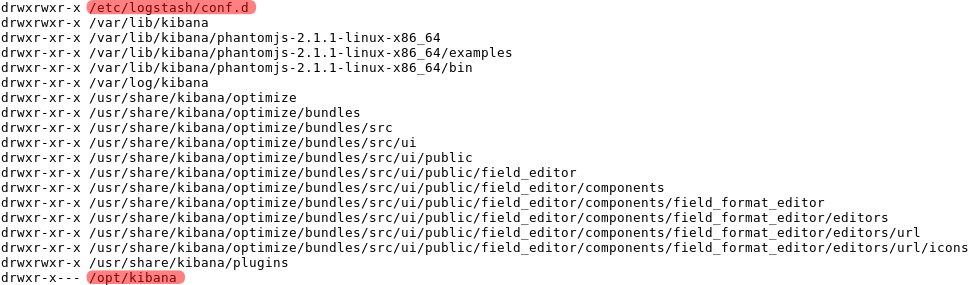 drwxrwxr-x /etc/logstash/conf.d
drwxrwxr-x /var/lib/kibana
drwxr-xr-x /var/lib/kibana/phantomjs-2.1.1-linux-x86_64
drwxr-xr-x /var/lib/kibana/phantomjs-2.1.1-linux-x86_64/examples
drwxr-xr-x /var/lib/kibana/phantomjs-2.1.1-linux-x86_64/bin
drwxr-xr-x /var/log/kibana
drwxr-xr-x /usr/share/kibana/optimize
drwxr-xr-x /usr/share/kibana/optimize/bundles
drwxr-xr-x /usr/share/kibana/optimize/bundles/src
drwxr-xr-x /usr/share/kibana/optimize/bundles/src/ui
drwxr-xr-x /usr/share/kibana/optimize/bundles/src/ui/public
drwxr-xr-x /usr/share/kibana/optimize/bundles/src/ui/public/field_editor
drwxr-xr-x /usr/share/kibana/optimize/bundles/src/ui/public/field_editor/components
drwxr-xr-x /usr/share/kibana/optimize/bundles/src/ui/public/field_editor/components/field_format_editor
drwxr-xr-x /usr/share/kibana/optimize/bundles/src/ui/public/field_editor/components/field_format_editor/editors
drwxr-xr-x /usr/share/kibana/optimize/bundles/src/ui/public/field_editor/components/field_format_editor/editors/url
drwxr-xr-x /usr/share/kibana/optimize/bundles/src/ui/public/field_editor/components/field_format_editor/editors/url/icons
drwxrwxr-x /usr/share/kibana/plugins
drwxr-x--- /opt/kibana